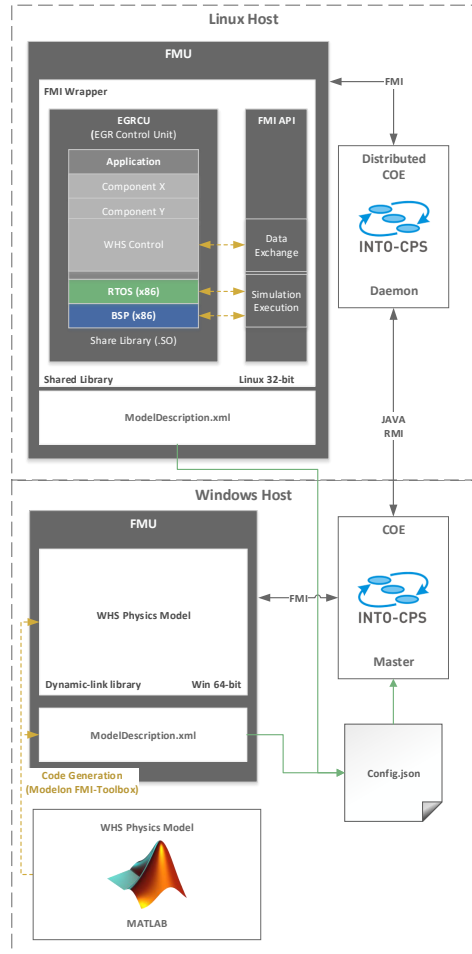 Linux Host
FMU
FMI Wrapper
EGRCU
(EGR Control Unit)
Application
Component X
Component Y
WHS Control
RTOS (x86)
BSP (x86)
Share Library (.SO)
FMI API
Data
Exchange
Simulation
Execution
Shared Library
Linux 32-bit
ModelDescription.xml
FMI
Distributed
COE
INTO-CPS
Daemon
JAVA
RMI
Windows Host
FMU
WHS Physics Model
Dynamic-link library
Win 64-bit
ModelDescription.xml
FMI
COE
INTO-CPS
Master
Config.json
Code Generation
(Modelon FMI-Toolbox)
WHS Physics Model
MATLAB